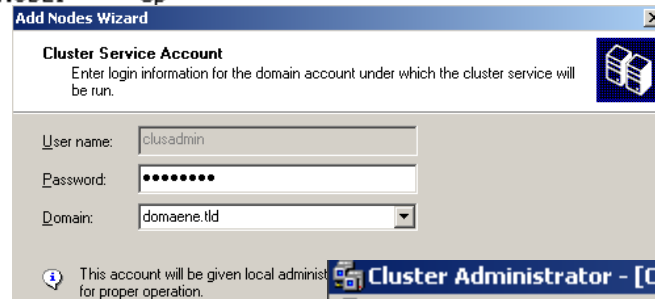 Add Nodes Wizard
Cluster Service Account
Enter login information for the domain account under which the cluster service will
be run.
User name: clusadmin
Password: ••••••••
Domain: domaene.tld
This account will be given local administ
for proper operation.
Cluster Administrator - [C